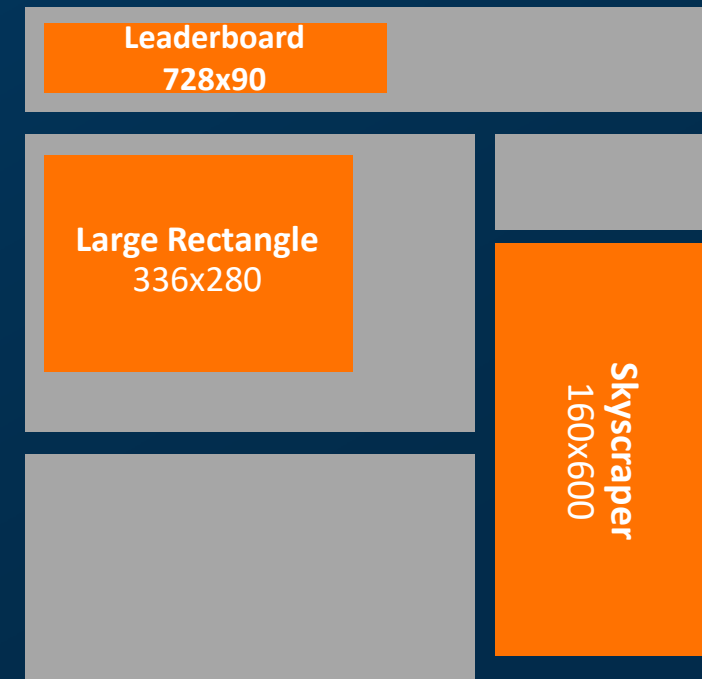 Leaderboard
728x90
Large Rectangle
336x280
Skyscraper
160x600